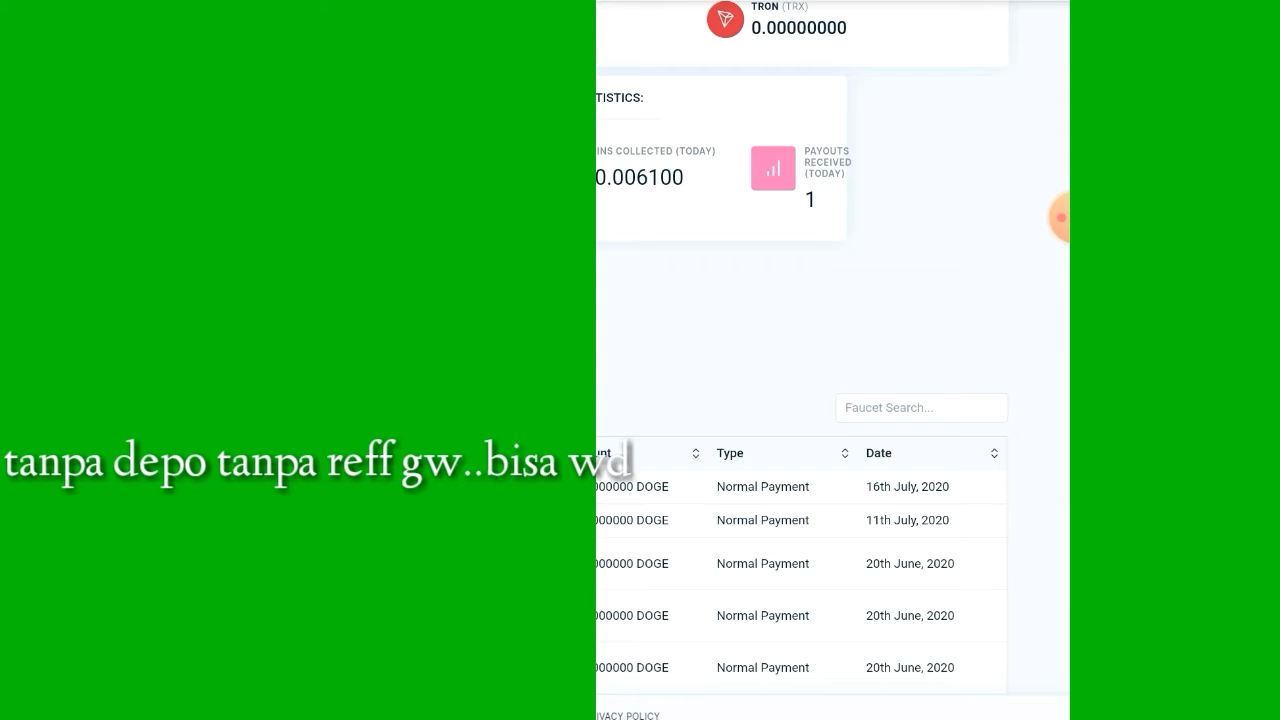 TRON (TRX)
0.00000000
TISTICS:
INS COLLECTED (TODAY)
0.006100
PAYOUTS
RECEIVED
(TODAY)
1
Faucet Search...
tanpa depo tanpa reff gw..bisa wd
nt Type Date
000000 DOGE Normal Payment 16th July, 2020
000000 DOGE Normal Payment 11th July, 2020
000000 DOGE Normal Payment 20th June, 2020
000000 DOGE Normal Payment 20th June, 2020
000000 DOGE Normal Payment 20th June, 2020
IVACY POLICY